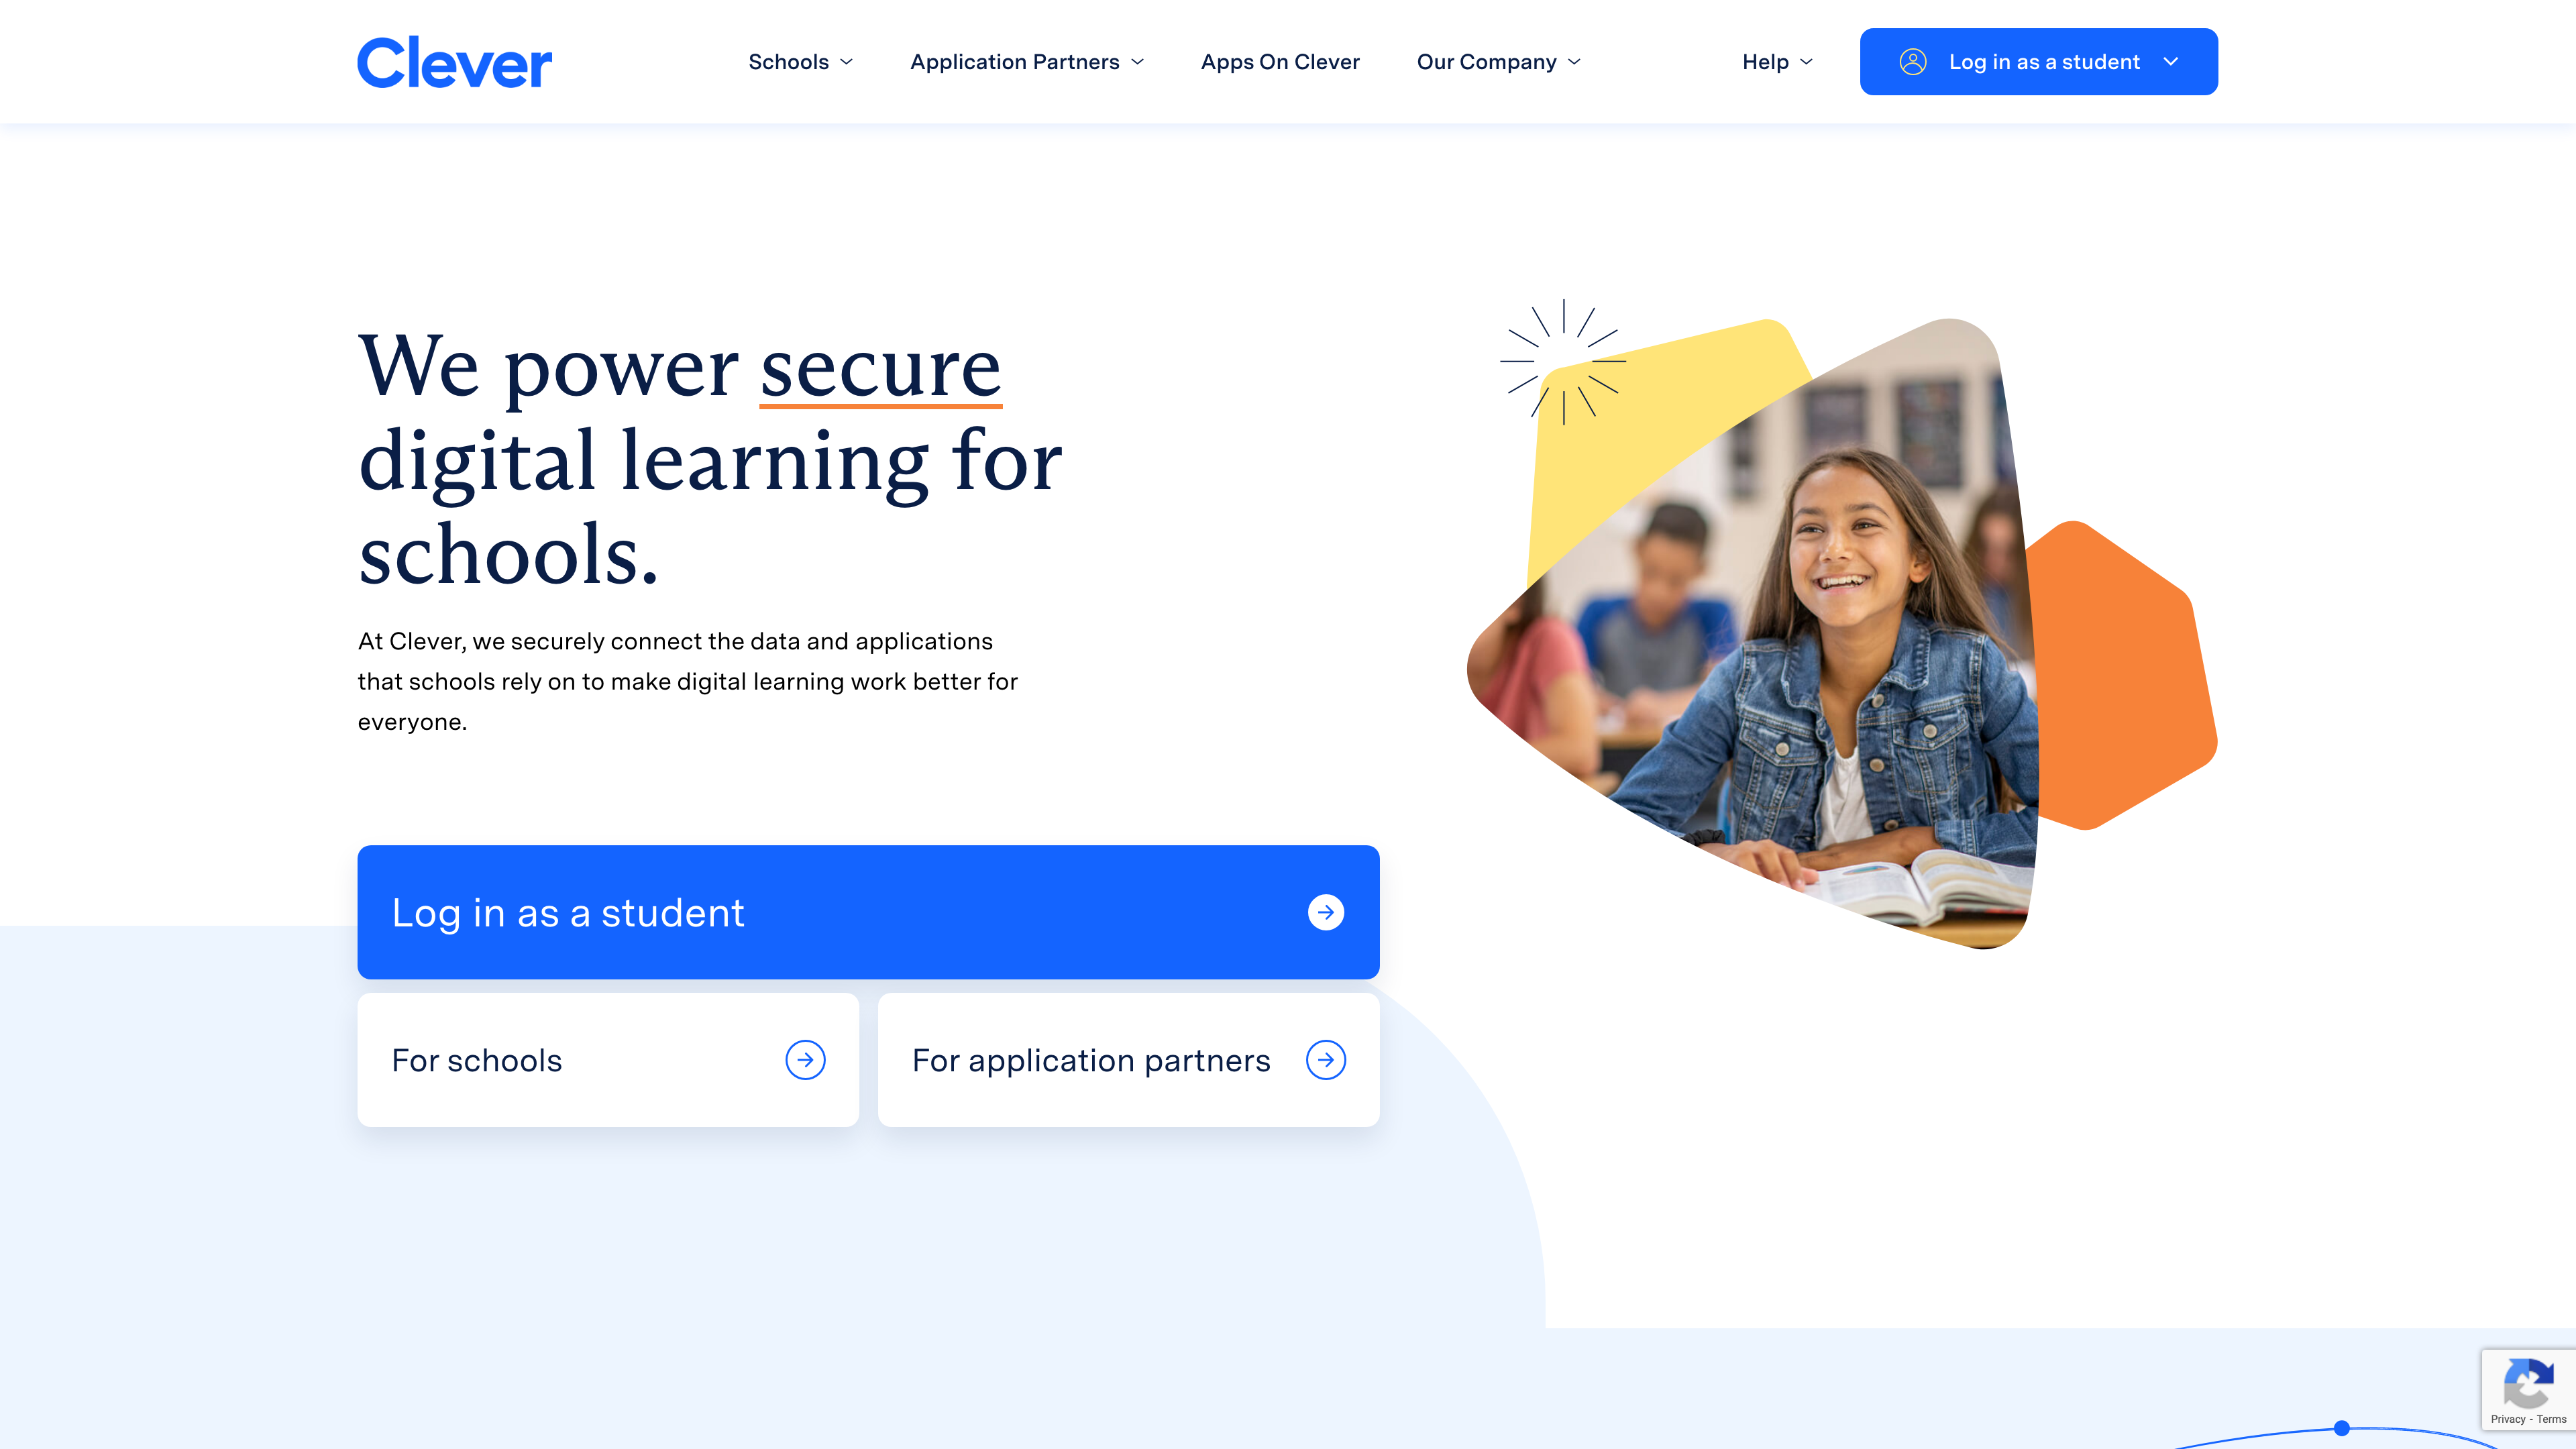 Clever
Schools
Application Partners
Apps On Clever
Our Company
Help
Log in as a student
We power secure
digital learning for
schools.
At Clever, we securely connect the data and applications
that schools rely on to make digital learning work better for
everyone.
Log in as a student
For schools
For application partners
Privacy - Terms